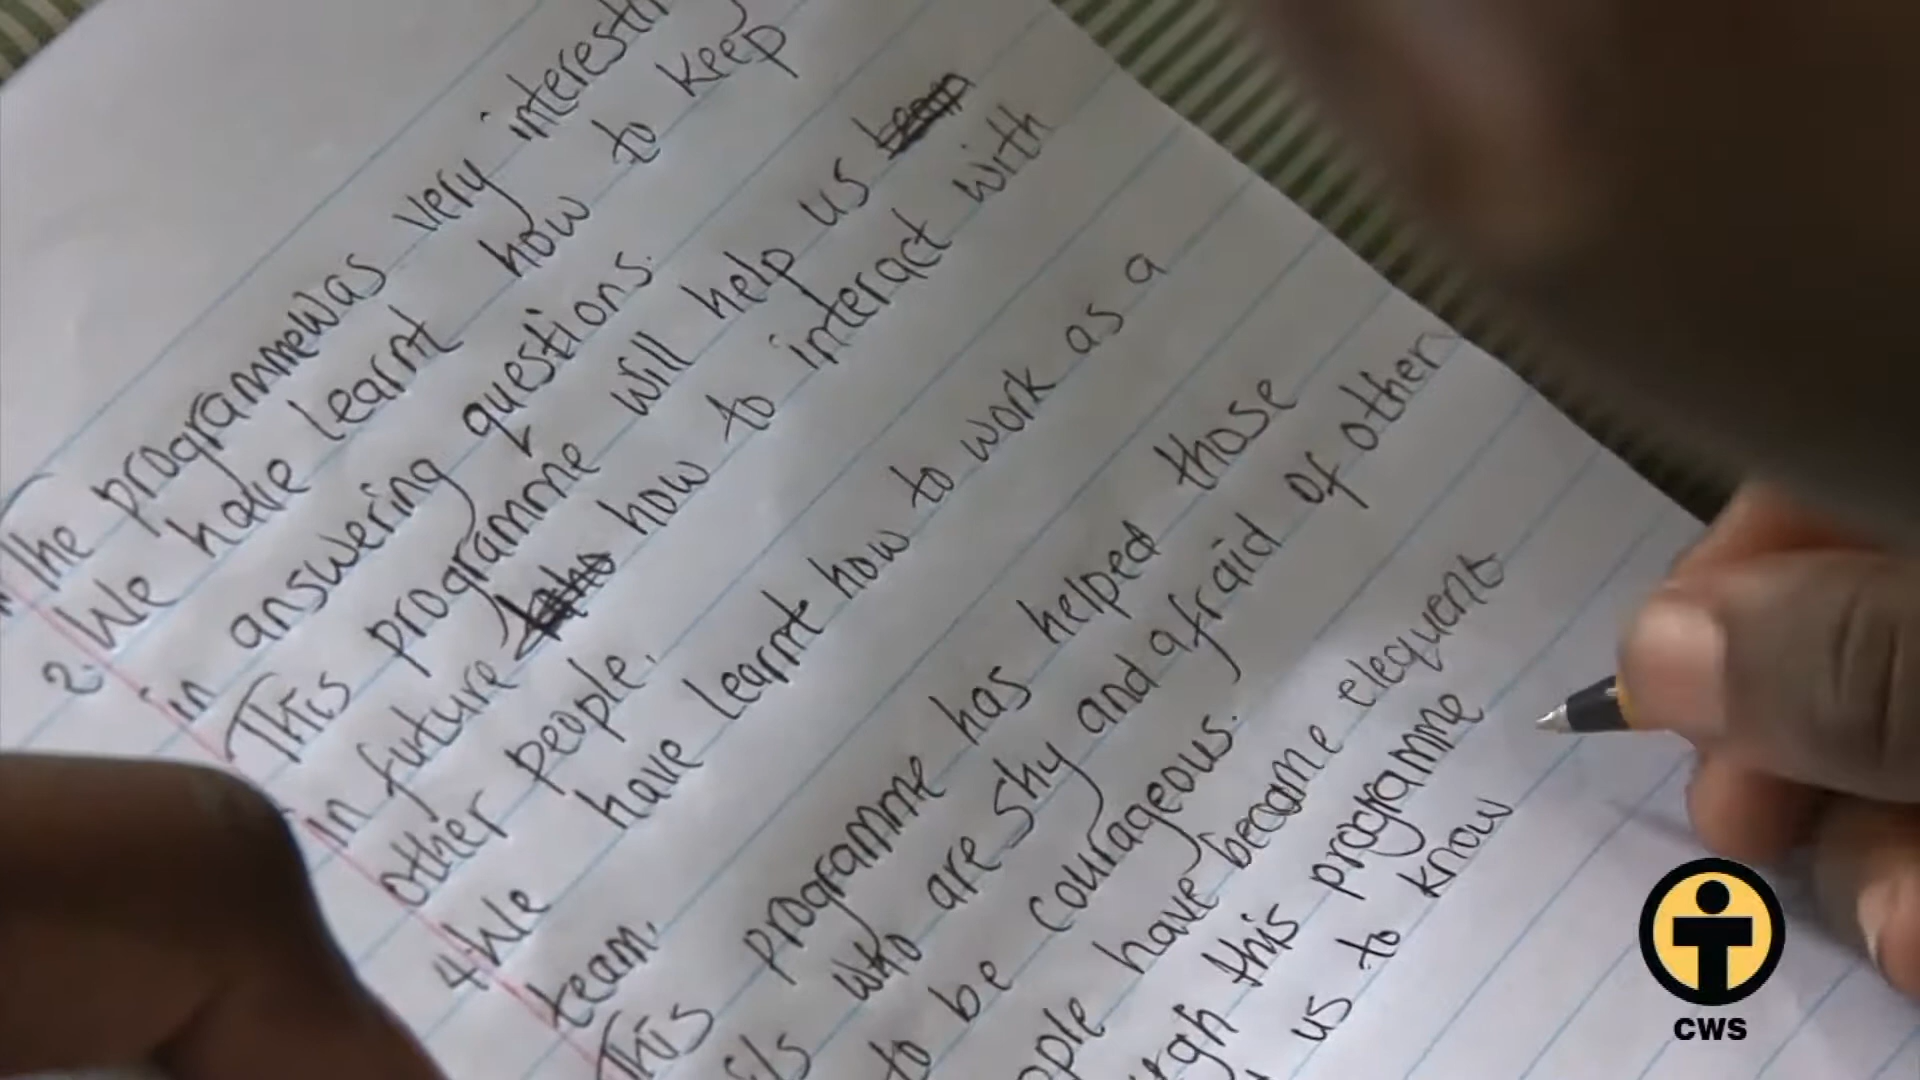 The programme was very
2. We have learnt how to keep
in answering questions.
This programme will help us
in future how to interact with
other people.
4 We have learnt how to work as a
team.
This programme has helped those
who are shy and afraid of other
to be courageous.
have become elequent
this programme
us to know
CWS